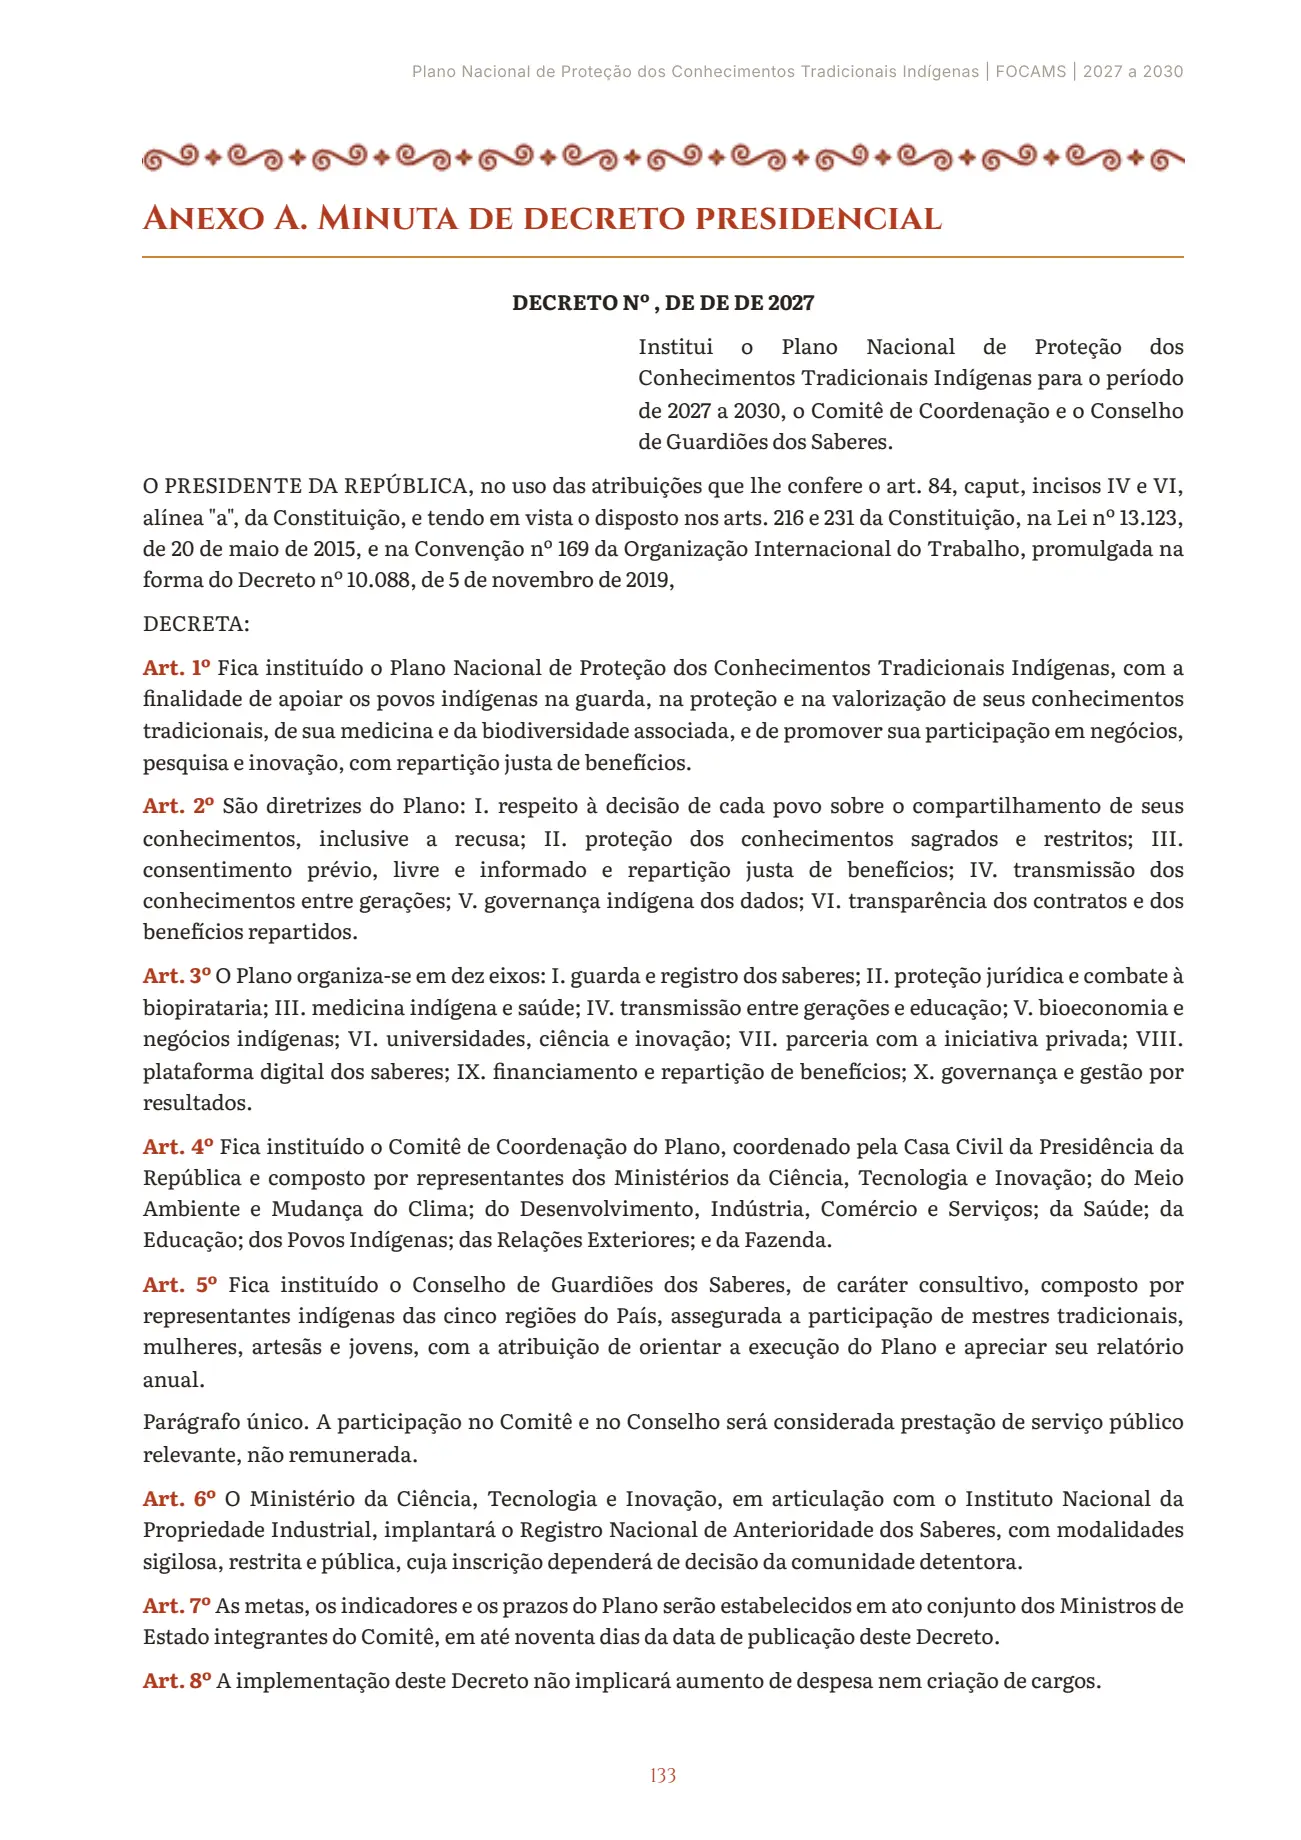 Plano Nacional de Proteção dos Conhecimentos Tradicionais Indígenas | FOCAMS | 2027 a 2030
Anexo A. Minuta de decreto presidencial
DECRETO Nº , DE DE DE 2027
Institui o Plano Nacional de Proteção dos
Conhecimentos Tradicionais Indígenas para o período
de 2027 a 2030, o Comitê de Coordenação e o Conselho
de Guardiões dos Saberes.
O PRESIDENTE DA REPÚBLICA, no uso das atribuições que lhe confere o art. 84, caput, incisos IV e VI,
alínea "a", da Constituição, e tendo em vista o disposto nos arts. 216 e 231 da Constituição, na Lei nº 13.123,
de 20 de maio de 2015, e na Convenção nº 169 da Organização Internacional do Trabalho, promulgada na
forma do Decreto nº 10.088, de 5 de novembro de 2019,
DECRETA:
Art. 1º Fica instituído o Plano Nacional de Proteção dos Conhecimentos Tradicionais Indígenas, com a
finalidade de apoiar os povos indígenas na guarda, na proteção e na valorização de seus conhecimentos
tradicionais, de sua medicina e da biodiversidade associada, e de promover sua participação em negócios,
pesquisa e inovação, com repartição justa de benefícios.
Art. 2º São diretrizes do Plano: I. respeito à decisão de cada povo sobre o compartilhamento de seus
conhecimentos, inclusive a recusa; II. proteção dos conhecimentos sagrados e restritos; III.
consentimento prévio, livre e informado e repartição justa de benefícios; IV. transmissão dos
conhecimentos entre gerações; V. governança indígena dos dados; VI. transparência dos contratos e dos
benefícios repartidos.
Art. 3º O Plano organiza-se em dez eixos: I. guarda e registro dos saberes; II. proteção jurídica e combate à
biopirataria; III. medicina indígena e saúde; IV. transmissão entre gerações e educação; V. bioeconomia e
negócios indígenas; VI. universidades, ciência e inovação; VII. parceria com a iniciativa privada; VIII.
plataforma digital dos saberes; IX. financiamento e repartição de benefícios; X. governança e gestão por
resultados.
Art. 4º Fica instituído o Comitê de Coordenação do Plano, coordenado pela Casa Civil da Presidência da
República e composto por representantes dos Ministérios da Ciência, Tecnologia e Inovação; do Meio
Ambiente e Mudança do Clima; do Desenvolvimento, Indústria, Comércio e Serviços; da Saúde; da
Educação; dos Povos Indígenas; das Relações Exteriores; e da Fazenda.
Art. 5º Fica instituído o Conselho de Guardiões dos Saberes, de caráter consultivo, composto por
representantes indígenas das cinco regiões do País, assegurada a participação de mestres tradicionais,
mulheres, artesãs e jovens, com a atribuição de orientar a execução do Plano e apreciar seu relatório
anual.
Parágrafo único. A participação no Comitê e no Conselho será considerada prestação de serviço público
relevante, não remunerada.
Art. 6º O Ministério da Ciência, Tecnologia e Inovação, em articulação com o Instituto Nacional da
Propriedade Industrial, implantará o Registro Nacional de Anterioridade dos Saberes, com modalidades
sigilosa, restrita e pública, cuja inscrição dependerá de decisão da comunidade detentora.
Art. 7º As metas, os indicadores e os prazos do Plano serão estabelecidos em ato conjunto dos Ministros de
Estado integrantes do Comitê, em até noventa dias da data de publicação deste Decreto.
Art. 8º A implementação deste Decreto não implicará aumento de despesa nem criação de cargos.
133